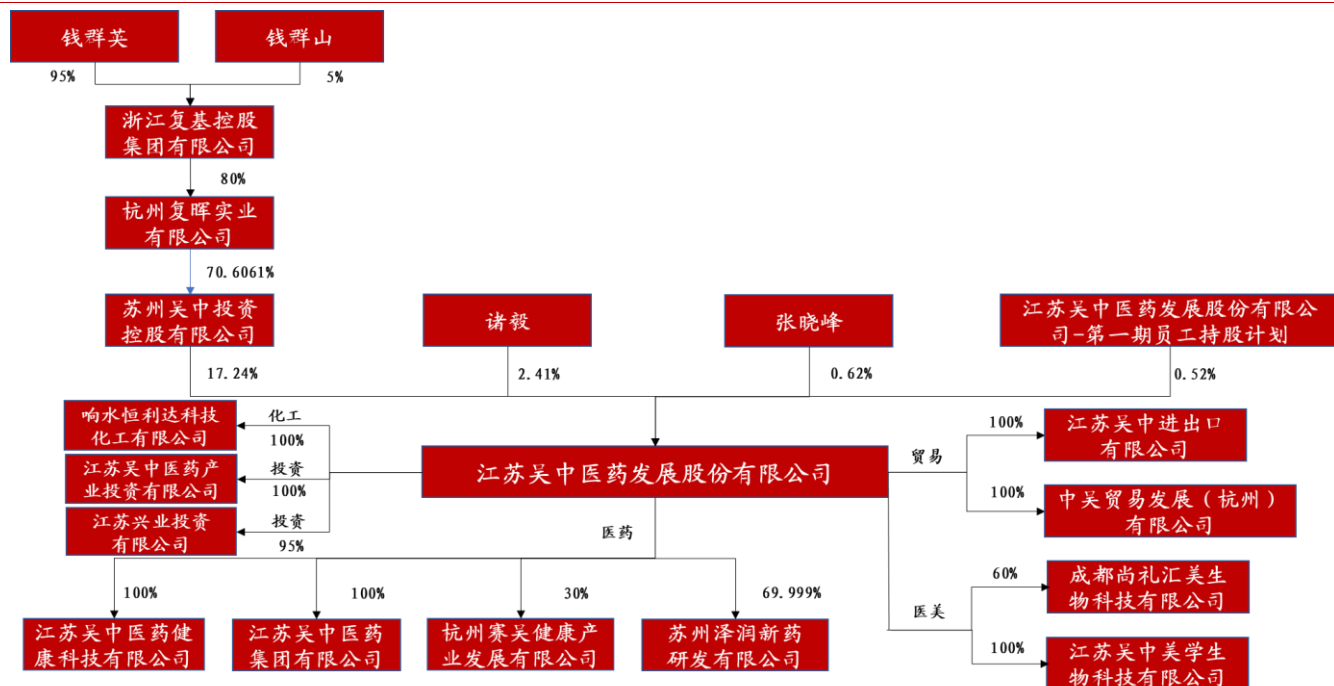 钱群英
钱群山
95%
5%
浙江复基控股
集团有限公司
80%
杭州复晖实业
有限公司
70.6061%
苏州吴中投资
控股有限公司
诸毅
张晓峰
江苏吴中医药发展股份有限公
司-第一期员工持股计划
17.24%
2.41%
0.62%
0.52%
响水恒利达科技
化工有限公司
化工
100%
江苏吴中医药产
业投资有限公司
投资
100%
江苏兴业投资
有限公司
投资
95%
江苏吴中医药发展股份有限公司
贸易
100%
江苏吴中进出口
有限公司
100%
中吴贸易发展（杭州）
有限公司
医药
100%
100%
30%
69.999%
江苏吴中医药健
康科技有限公司
江苏吴中医药
集团有限公司
杭州赛吴健康产
业发展有限公司
苏州泽润新药
研发有限公司
医美
60%
成都尚礼汇美生
物科技有限公司
100%
江苏吴中美学生
物科技有限公司